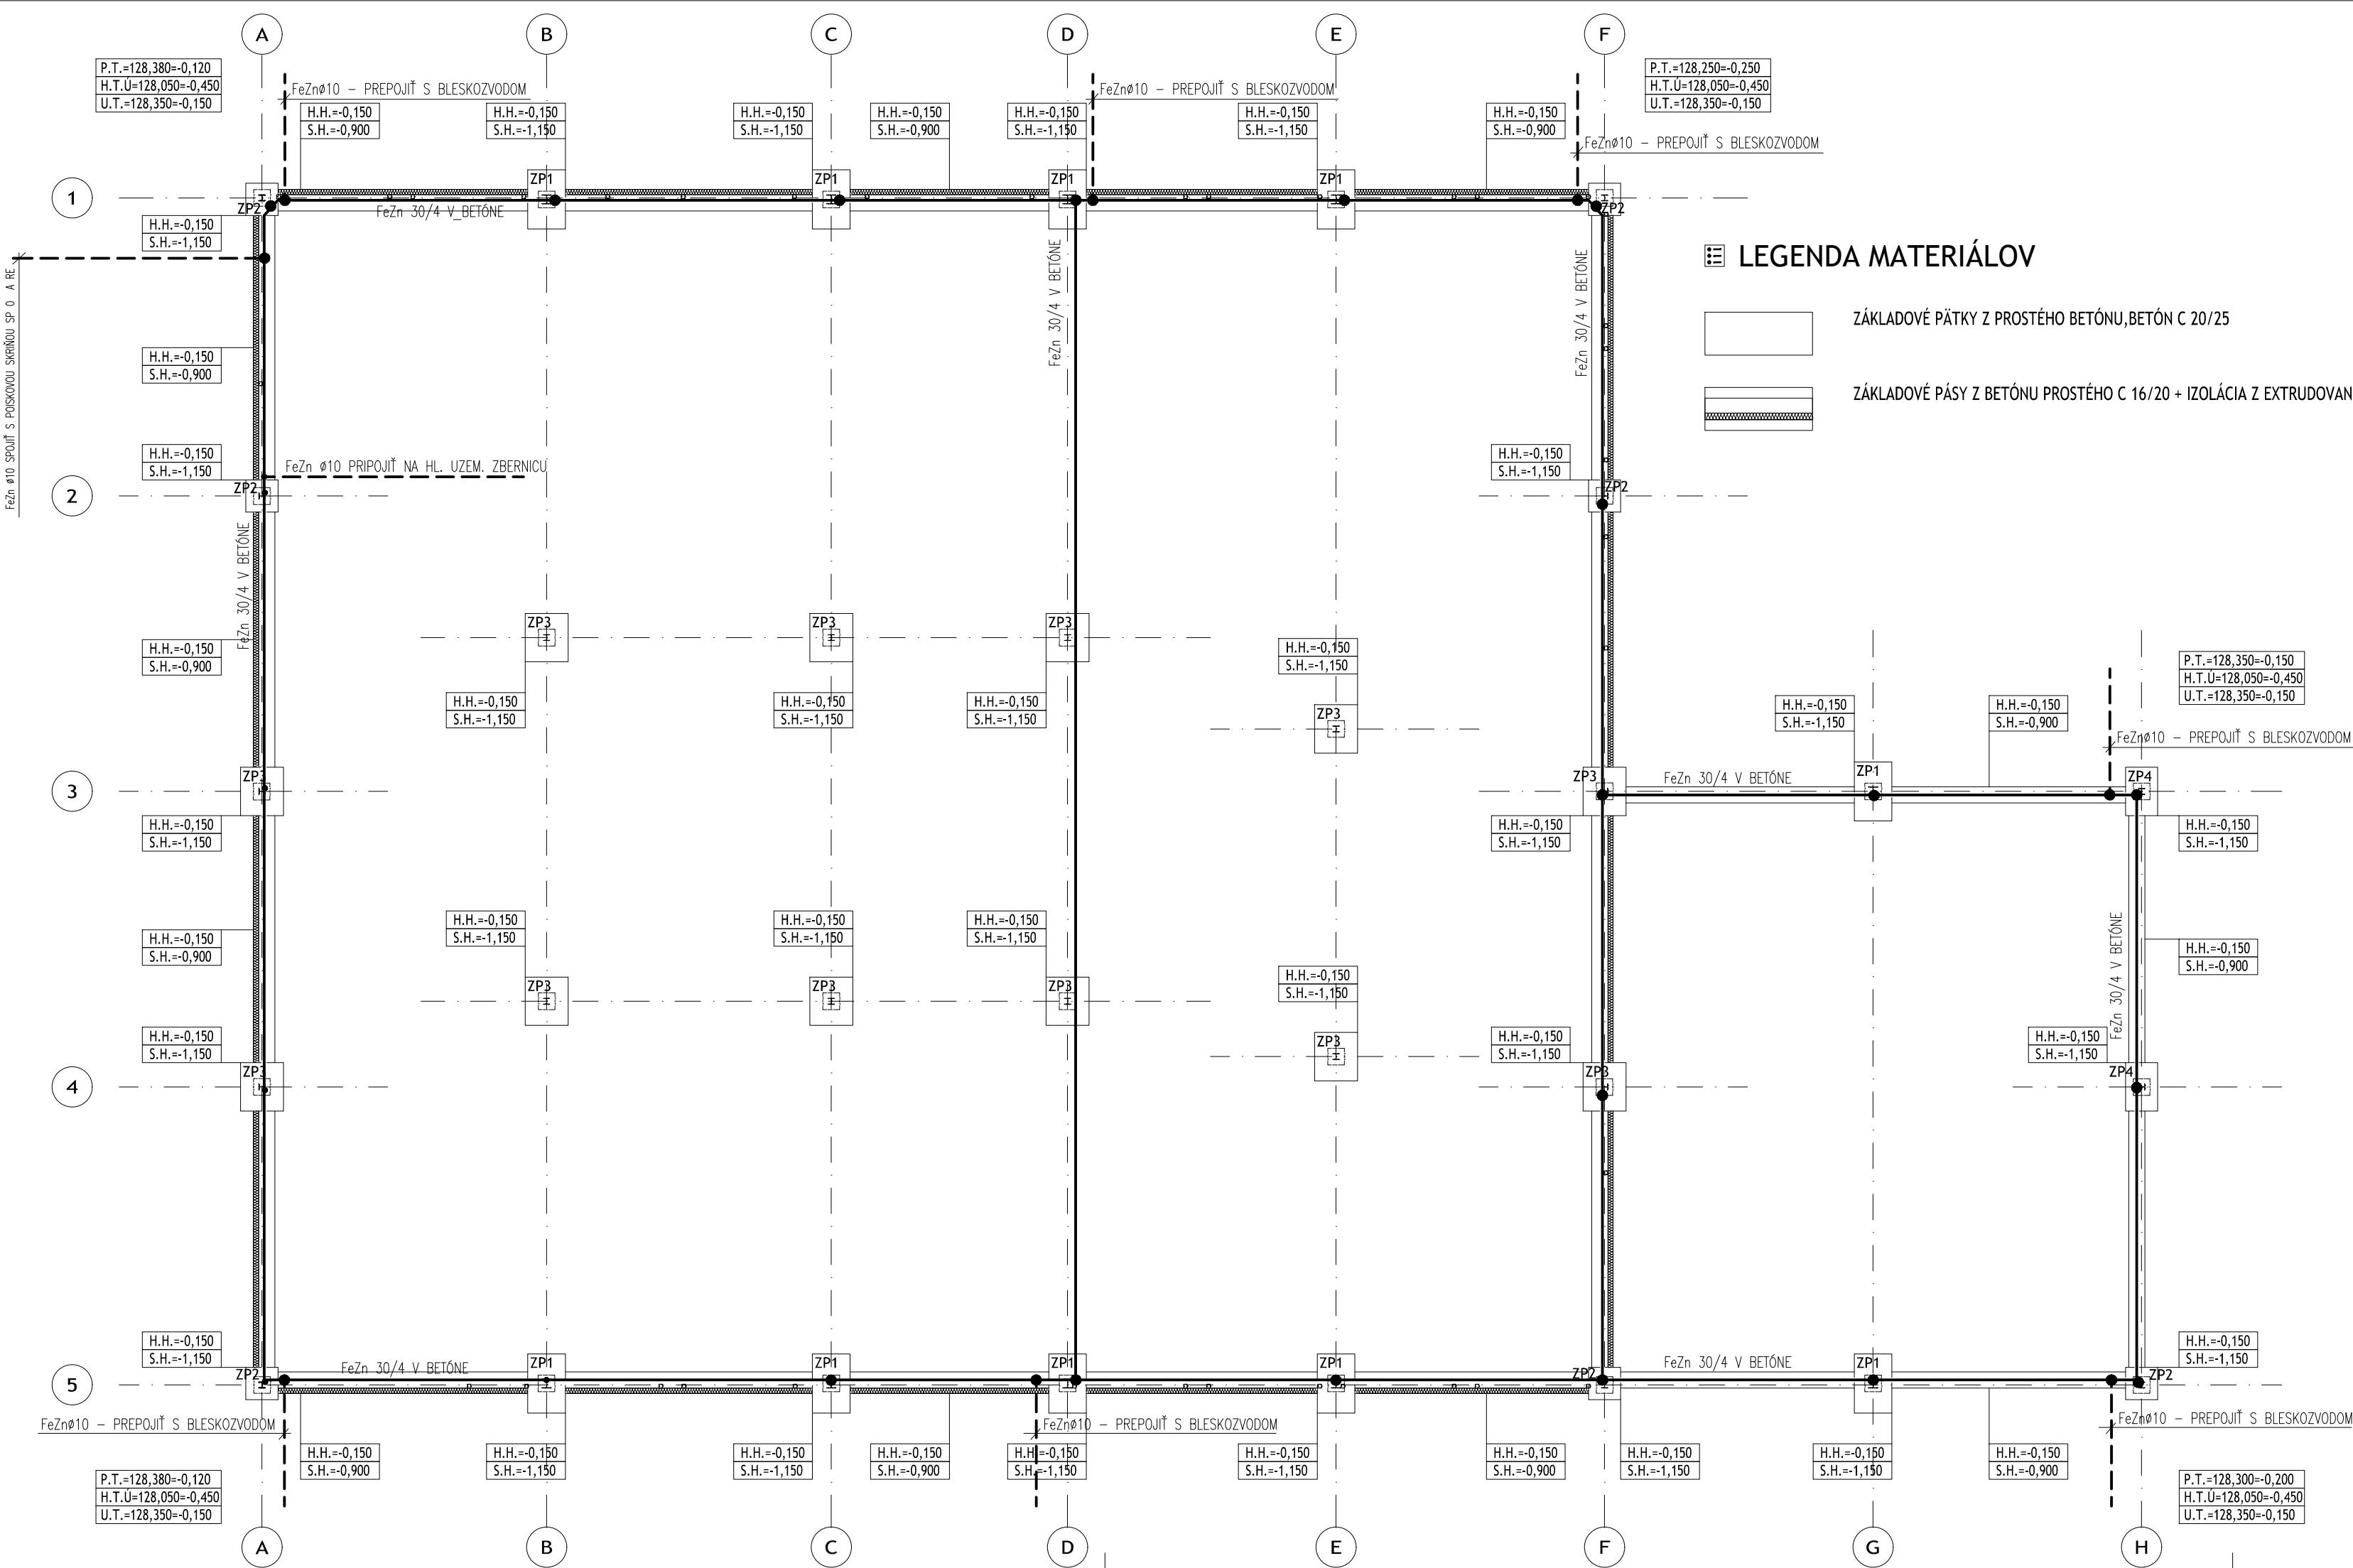 A
B
C
D
E
F
P.T.=128,380=-0,120
H.T.Ú=128,050=-0,450
U.T.=128,350=-0,150
FeZnø10 – PREPOJIŤ S BLESKOZVODOM
FeZnø10 – PREPOJIŤ S BLESKOZVODOM
P.T.=128,250=-0,250
H.T.Ú=128,050=-0,450
U.T.=128,350=-0,150
FeZnø10 – PREPOJIŤ S BLESKOZVODOM
H.H.=-0,150
S.H.=-0,900
H.H.=-0,150
S.H.=-1,150
H.H.=-0,150
S.H.=-1,150
H.H.=-0,150
S.H.=-0,900
H.H.=-0,150
S.H.=-1,150
H.H.=-0,150
S.H.=-1,150
H.H.=-0,150
S.H.=-0,900
1
ZP2
ZP1
ZP1
ZP1
ZP1
ZP2
FeZn 30/4 V BETÓNE
H.H.=-0,150
S.H.=-1,150
FeZn ø10 SPOJIŤ S POISKOVOU SKRIŇOU SP O A RE
FeZn 30/4 V BETÓNE
FeZn 30/4 V BETÓNE
LEGENDA MATERIÁLOV
ZÁKLADOVÉ PÄTKY Z PROSTÉHO BETÓNU,BETÓN C 20/25
ZÁKLADOVÉ PÁSY Z BETÓNU PROSTÉHO C 16/20 + IZOLÁCIA Z EXTRUDOVAN
H.H.=-0,150
S.H.=-0,900
H.H.=-0,150
S.H.=-1,150
FeZn ø10 PRIPOJIŤ NA HL. UZEM. ZBERNICU
H.H.=-0,150
S.H.=-1,150
2
ZP2
ZP2
FeZn 30/4 V BETÓNE
H.H.=-0,150
S.H.=-0,900
ZP3
ZP3
ZP3
H.H.=-0,150
S.H.=-1,150
H.H.=-0,150
S.H.=-1,150
H.H.=-0,150
S.H.=-1,150
H.H.=-0,150
S.H.=-1,150
ZP3
H.H.=-0,150
S.H.=-1,150
H.H.=-0,150
S.H.=-0,900
P.T.=128,350=-0,150
H.T.Ú=128,050=-0,450
U.T.=128,350=-0,150
FeZnø10 – PREPOJIŤ S BLESKOZVODOM
3
ZP3
ZP3
FeZn 30/4 V BETÓNE
ZP1
ZP4
H.H.=-0,150
S.H.=-1,150
H.H.=-0,150
S.H.=-1,150
H.H.=-0,150
S.H.=-1,150
H.H.=-0,150
S.H.=-0,900
H.H.=-0,150
S.H.=-1,150
H.H.=-0,150
S.H.=-1,150
H.H.=-0,150
S.H.=-1,150
H.H.=-0,150
S.H.=-1,150
FeZn 30/4 V BETÓNE
H.H.=-0,150
S.H.=-0,900
ZP3
ZP3
ZP3
ZP3
H.H.=-0,150
S.H.=-1,150
H.H.=-0,150
S.H.=-1,150
H.H.=-0,150
S.H.=-1,150
4
ZP3
ZP3
ZP4
H.H.=-0,150
S.H.=-1,150
H.H.=-0,150
S.H.=-1,150
5
ZP2
FeZn 30/4 V BETÓNE
ZP1
ZP1
ZP1
ZP1
ZP2
FeZn 30/4 V BETÓNE
ZP1
ZP2
FeZnø10 – PREPOJIŤ S BLESKOZVODOM
FeZnø10 – PREPOJIŤ S BLESKOZVODOM
FeZnø10 – PREPOJIŤ S BLESKOZVODOM
H.H.=-0,150
S.H.=-0,900
H.H.=-0,150
S.H.=-1,150
H.H.=-0,150
S.H.=-1,150
H.H.=-0,150
S.H.=-0,900
H.H.=-0,150
S.H.=-1,150
H.H.=-0,150
S.H.=-1,150
H.H.=-0,150
S.H.=-0,900
H.H.=-0,150
S.H.=-1,150
H.H.=-0,150
S.H.=-1,150
H.H.=-0,150
S.H.=-0,900
P.T.=128,380=-0,120
H.T.Ú=128,050=-0,450
U.T.=128,350=-0,150
P.T.=128,300=-0,200
H.T.Ú=128,050=-0,450
U.T.=128,350=-0,150
A
B
C
D
E
F
G
H